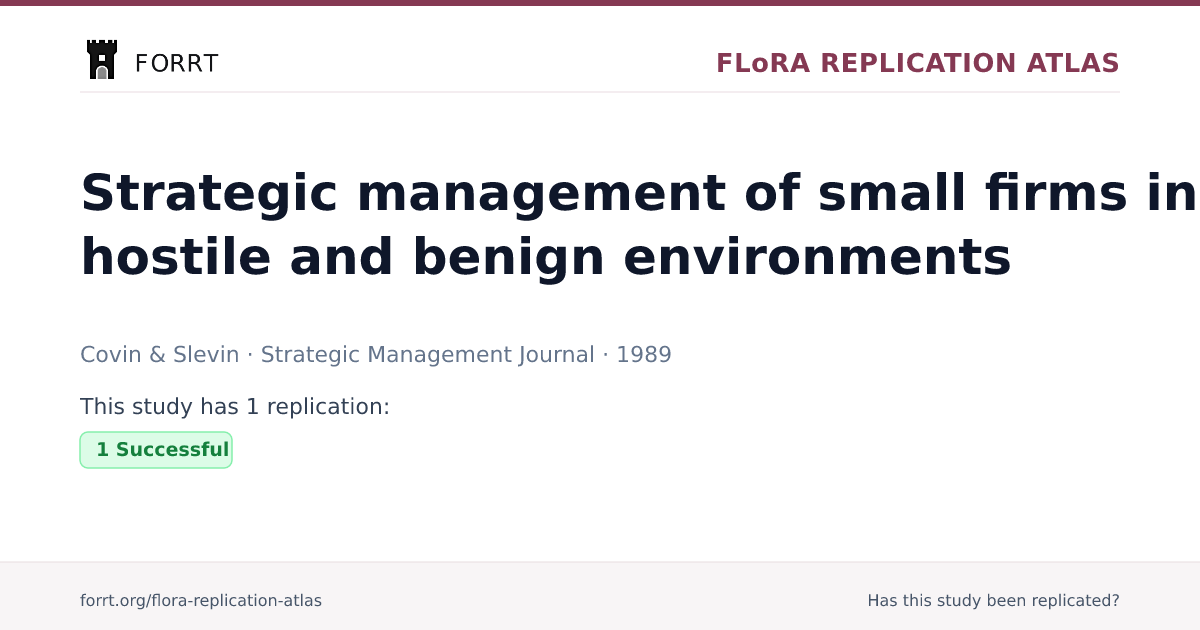 FORRT
FLoRA REPLICATION ATLAS
Strategic management of small firms in
hostile and benign environments
Covin & Slevin · Strategic Management Journal · 1989
This study has 1 replication:
1 Successful
forrt.org/flora-replication-atlas
Has this study been replicated?